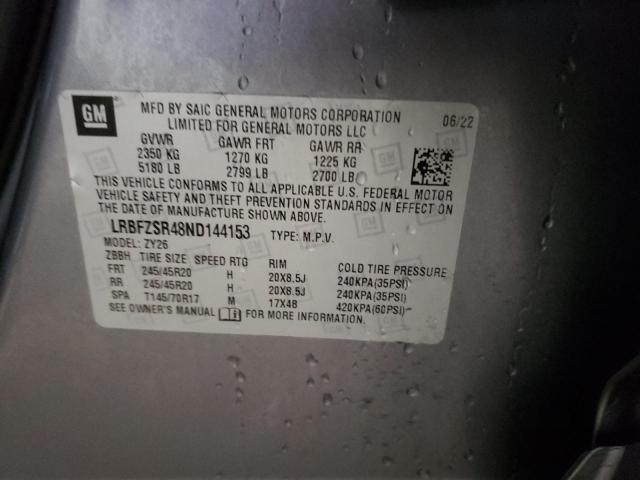 GM
MFD BY SAIC GENERAL MOTORS CORPORATION 06/22
LIMITED FOR GENERAL MOTORS LLC
GVWR GAWR FRT GAWR RR
2350 KG 1270 KG 1225 KG
5180 LB 2799 LB 2700 LB
THIS VEHICLE CONFORMS TO ALL APPLICABLE U.S. FEDERAL MOTOR
VEHICLE SAFETY AND THEFT PREVENTION STANDARDS IN EFFECT ON
THE DATE OF MANUFACTURE SHOWN ABOVE.
LRBFZSR48ND144153 TYPE: M.P.V.
MODEL: ZY26
ZBBH TIRE SIZE SPEED RTG RIM COLD TIRE PRESSURE
FRT 245/45R20 H 20X8.5J 240KPA(35PSI)
RR 245/45R20 H 20X8.5J 240KPA(35PSI)
SPA T145/70R17 M 17X4B 420KPA(60PSI)
SEE OWNER'S MANUAL FOR MORE INFORMATION.